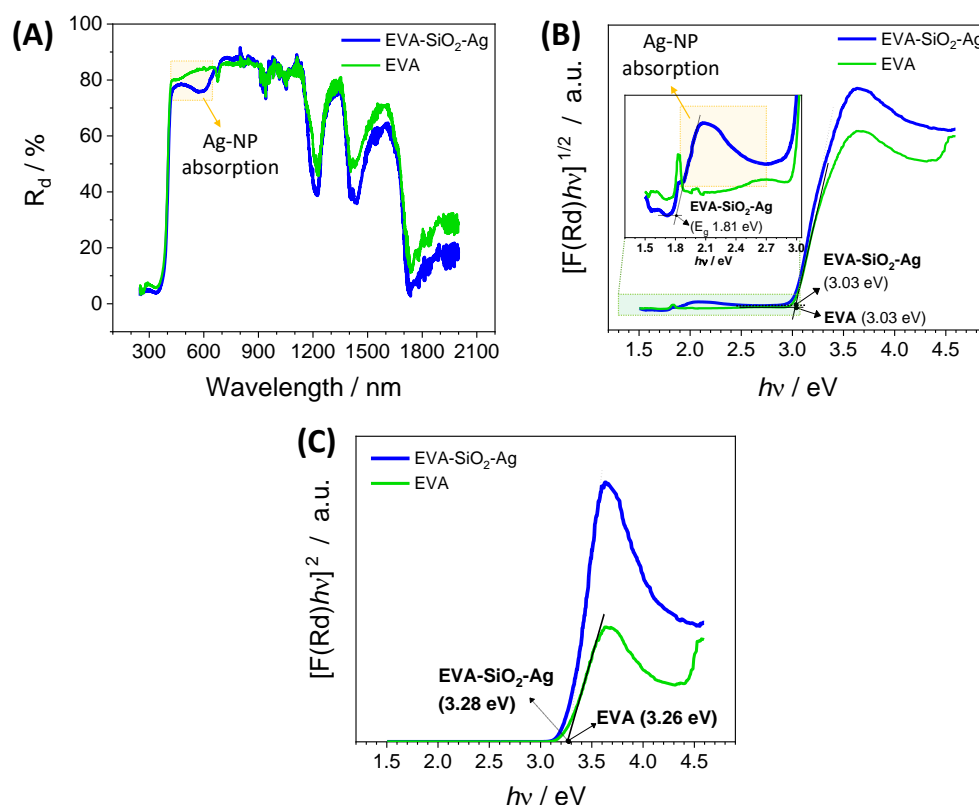 (A)
EVA-SiO₂-Ag
EVA
Ag-NP
absorption
R_d / %
100
80
60
40
20
0
300 600 900 1200 1500 1800 2100
Wavelength / nm
(B)
Ag-NP
absorption
EVA-SiO₂-Ag
EVA
EVA-SiO₂-Ag
(E_g 1.81 eV)
1.5 1.8 2.1 2.4 2.7 3.0
hν / eV
EVA-SiO₂-Ag
(3.03 eV)
EVA (3.03 eV)
[F(Rd)hν]^1/2 / a.u.
1.5 2.0 2.5 3.0 3.5 4.0 4.5
hν / eV
(C)
EVA-SiO₂-Ag
EVA
EVA-SiO₂-Ag
(3.28 eV)
EVA (3.26 eV)
[F(Rd)hν]² / a.u.
1.5 2.0 2.5 3.0 3.5 4.0 4.5
hν / eV